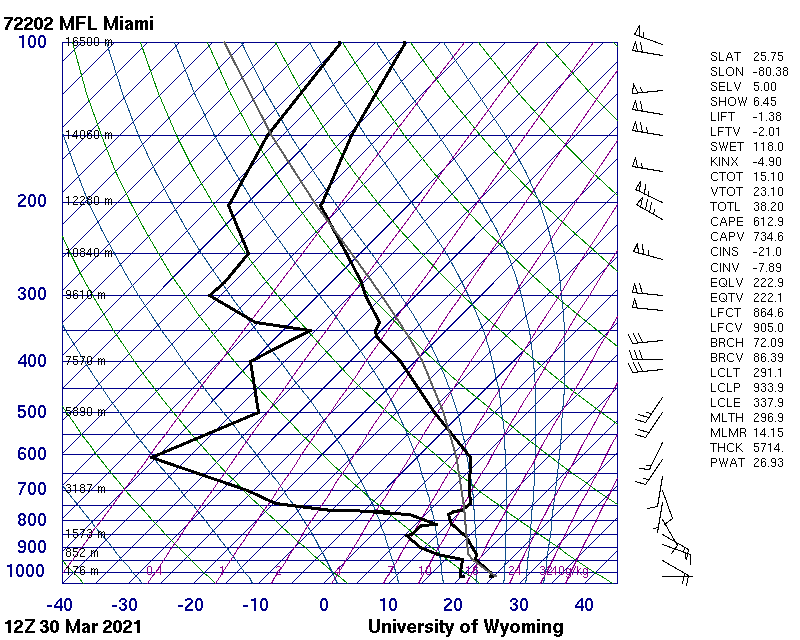 72202 MFL Miami
100
16500 m
14060 m
200
12280 m
10840 m
300
9610 m
400
7570 m
500
5890 m
600
700
3187 m
800
1573 m
900
852 m
1000
176 m
0.4
1
2
4
7
10
16
24
32
40g/kg
-40 -30 -20 -10 0 10 20 30 40
12Z 30 Mar 2021
University of Wyoming
SLAT 25.75
SLON -80.38
SELV 5.00
SHOW 6.45
LIFT -1.38
LFTV -2.01
SWET 118.0
KINX -4.90
CTOT 15.10
VTOT 23.10
TOTL 38.20
CAPE 612.9
CAPV 734.6
CINS -21.0
CINV -7.89
EQLV 222.9
EQTV 222.1
LFCT 864.6
LFCV 905.0
BRCH 72.09
BRCV 86.39
LCLT 291.1
LCLP 933.9
LCLE 337.9
MLTH 296.9
MLMR 14.15
THCK 5714.
PWAT 26.93